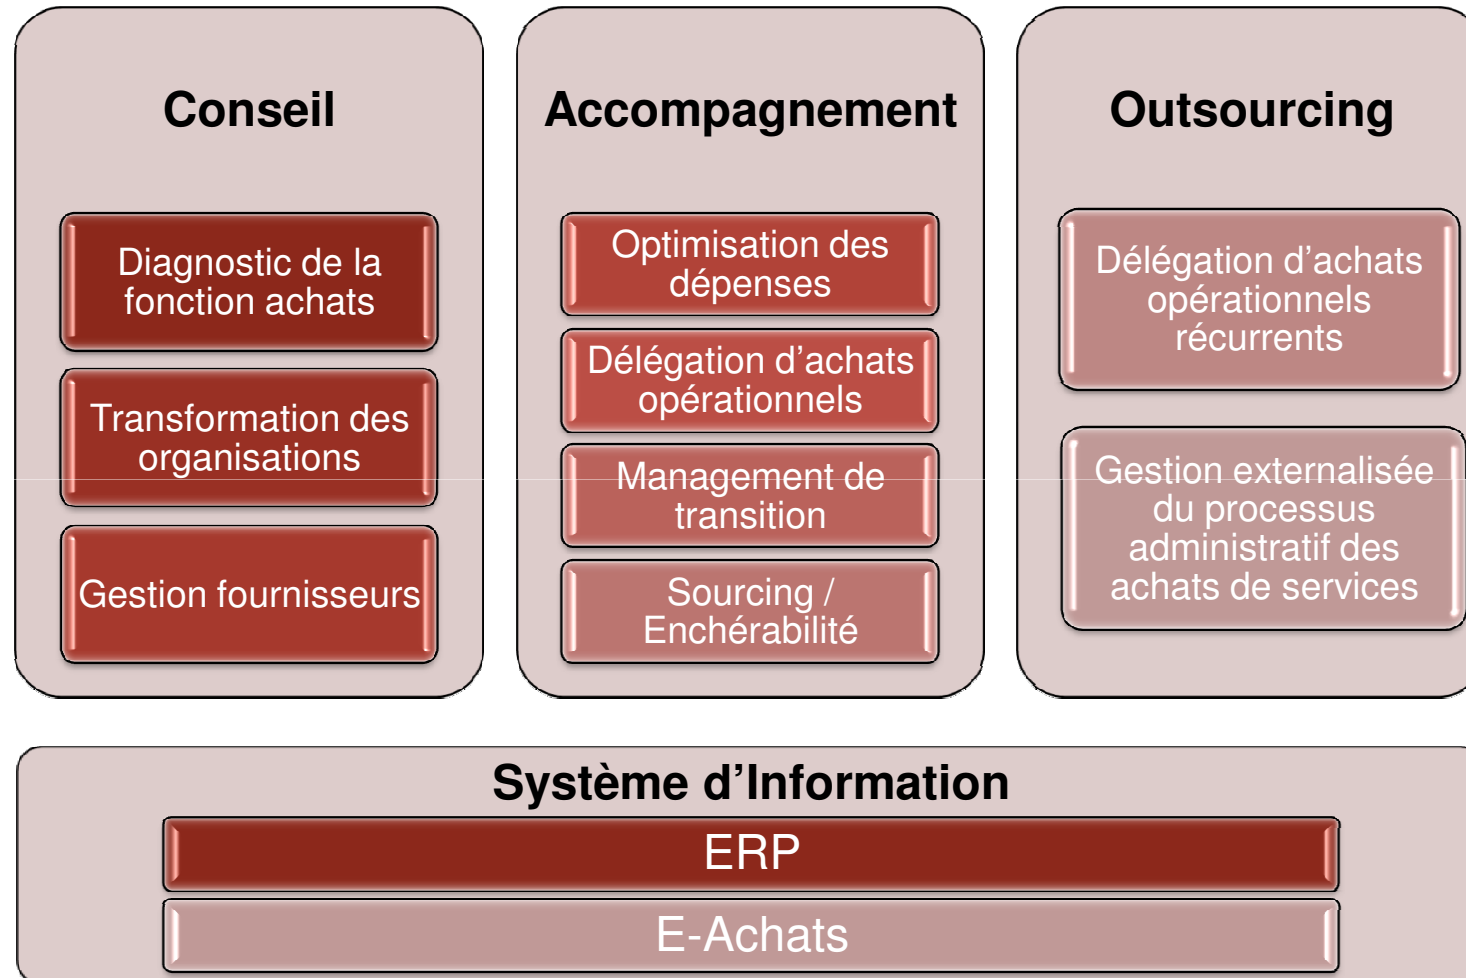 Conseil
Diagnostic de la
fonction achats
Transformation des
organisations
Gestion fournisseurs
Accompagnement
Optimisation des
dépenses
Délégation d’achats
opérationnels
Management de
transition
Sourcing /
Enchérabilité
Outsourcing
Délégation d’achats
opérationnels
récurrents
Gestion externalisée
du processus
administratif des
achats de services
Système d’Information
ERP
E-Achats